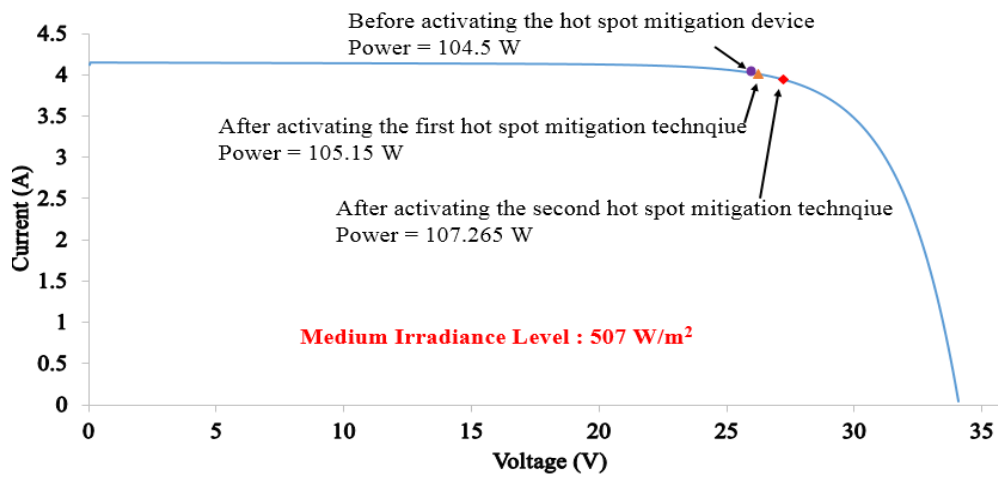 Before activating the hot spot mitigation device
Power = 104.5 W
After activating the first hot spot mitigation technqiue
Power = 105.15 W
After activating the second hot spot mitigation technqiue
Power = 107.265 W
Medium Irradiance Level : 507 W/m²
Current (A)
4.5
4
3.5
3
2.5
2
1.5
1
0.5
0
0 5 10 15 20 25 30 35
Voltage (V)